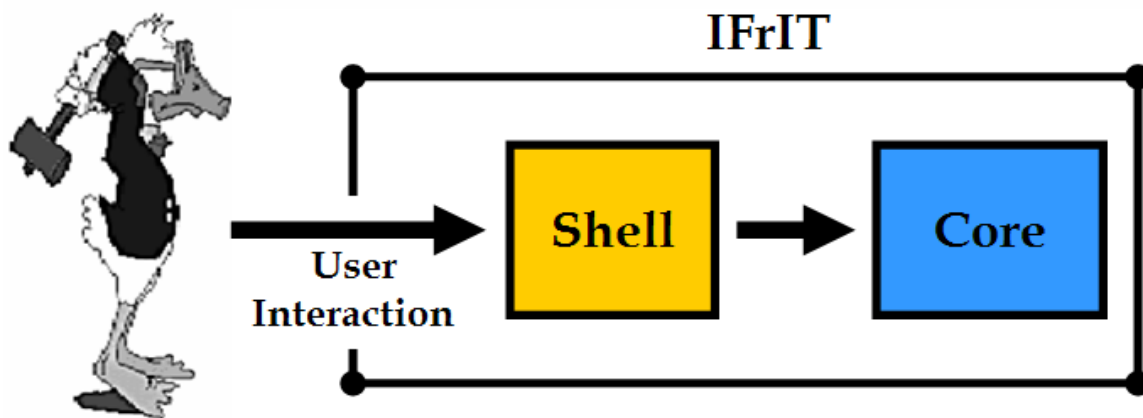 IFrIT
Shell
Core
User
Interaction